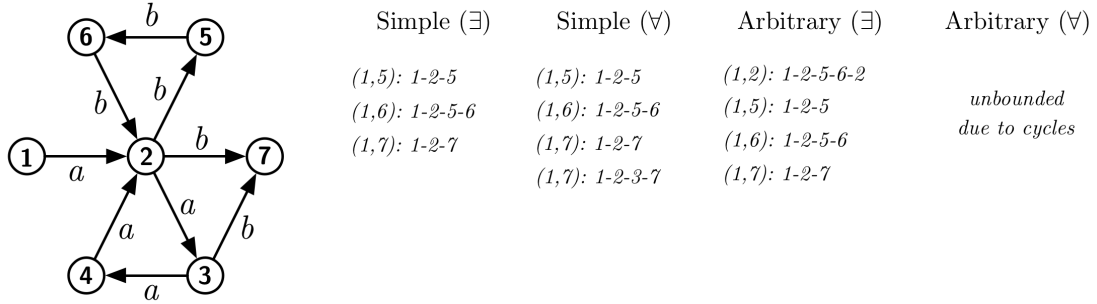 Simple (∃) Simple (∀) Arbitrary (∃) Arbitrary (∀)
b
6 5
(1,5): 1-2-5 (1,5): 1-2-5 (1,2): 1-2-5-6-2
b b
(1,6): 1-2-5-6 (1,6): 1-2-5-6 (1,5): 1-2-5 unbounded
due to cycles
b
(1,7): 1-2-7 (1,7): 1-2-7 (1,6): 1-2-5-6
1 2 7
a
(1,7): 1-2-3-7 (1,7): 1-2-7
a
a b
4 3
a